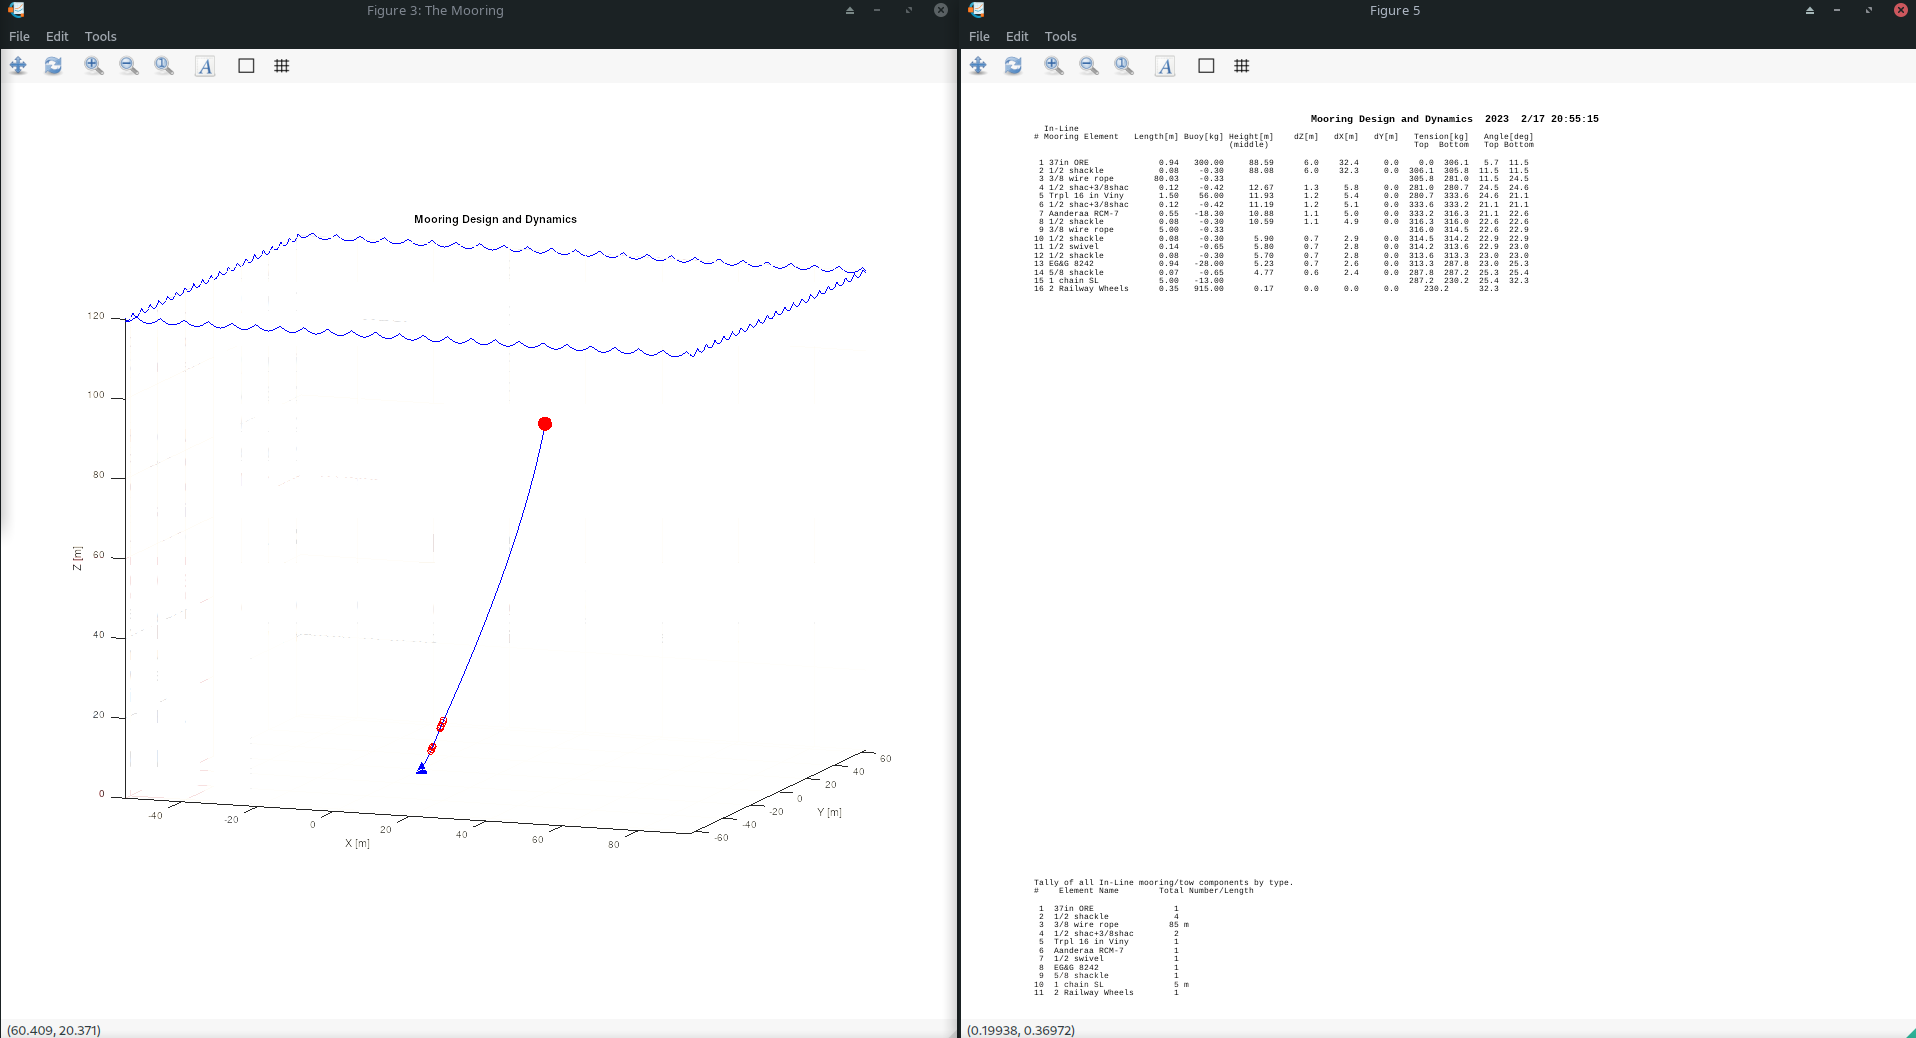 Figure 3: The Mooring
File Edit Tools
A
Mooring Design and Dynamics
120
100
80
60
40
20
0
Z [m]
-40
-20
0
20
40
60
80
X [m]
-60
-40
-20
0
20
40
60
Y [m]
(60.409, 20.371)
Figure 5
File Edit Tools
A
Mooring Design and Dynamics 2023 2/17 20:55:15
In-Line
# Mooring Element Length[m] Buoy[kg] Height[m] dZ[m] dX[m] dY[m] Tension[kg] Angle[deg]
(middle) Top Bottom Top Bottom
1 37in ORE 0.94 300.00 88.59 6.0 32.4 0.0 0.0 306.1 5.7 11.5
2 1/2 shackle 0.08 -0.30 88.08 6.0 32.3 0.0 306.1 305.8 11.5 11.5
3 3/8 wire rope 80.03 -0.33 305.8 281.0 11.5 24.5
4 1/2 shac+3/8shac 0.12 -0.42 12.67 1.3 5.8 0.0 281.0 280.7 24.5 24.6
5 Trpl 16 in Viny 1.50 56.00 11.93 1.2 5.4 0.0 280.7 333.6 24.6 21.1
6 1/2 shac+3/8shac 0.12 -0.42 11.19 1.2 5.1 0.0 333.6 333.2 21.1 21.1
7 Aanderaa RCM-7 0.55 -18.30 10.88 1.1 5.0 0.0 333.2 316.3 21.1 22.6
8 1/2 shackle 0.08 -0.30 10.59 1.1 4.9 0.0 316.3 316.0 22.6 22.6
9 3/8 wire rope 5.00 -0.33 316.0 314.5 22.6 22.9
10 1/2 shackle 0.08 -0.30 5.90 0.7 2.9 0.0 314.5 314.2 22.9 22.9
11 1/2 swivel 0.14 -0.65 5.80 0.7 2.8 0.0 314.2 313.6 22.9 23.0
12 1/2 shackle 0.08 -0.30 5.70 0.7 2.8 0.0 313.6 313.3 23.0 23.0
13 EG&G 8242 0.94 -28.00 5.23 0.7 2.6 0.0 313.3 287.8 23.0 25.3
14 5/8 shackle 0.07 -0.65 4.77 0.6 2.4 0.0 287.8 287.2 25.3 25.4
15 1 chain SL 5.00 -13.00 287.2 230.2 25.4 32.3
16 2 Railway Wheels 0.35 915.00 0.17 0.0 0.0 0.0 230.2 32.3
Tally of all In-Line mooring/tow components by type.
# Element Name Total Number/Length
1 37in ORE 1
2 1/2 shackle 4
3 3/8 wire rope 85 m
4 1/2 shac+3/8shac 2
5 Trpl 16 in Viny 1
6 Aanderaa RCM-7 1
7 1/2 swivel 1
8 EG&G 8242 1
9 5/8 shackle 1
10 1 chain SL 5 m
11 2 Railway Wheels 1
(0.19938, 0.36972)